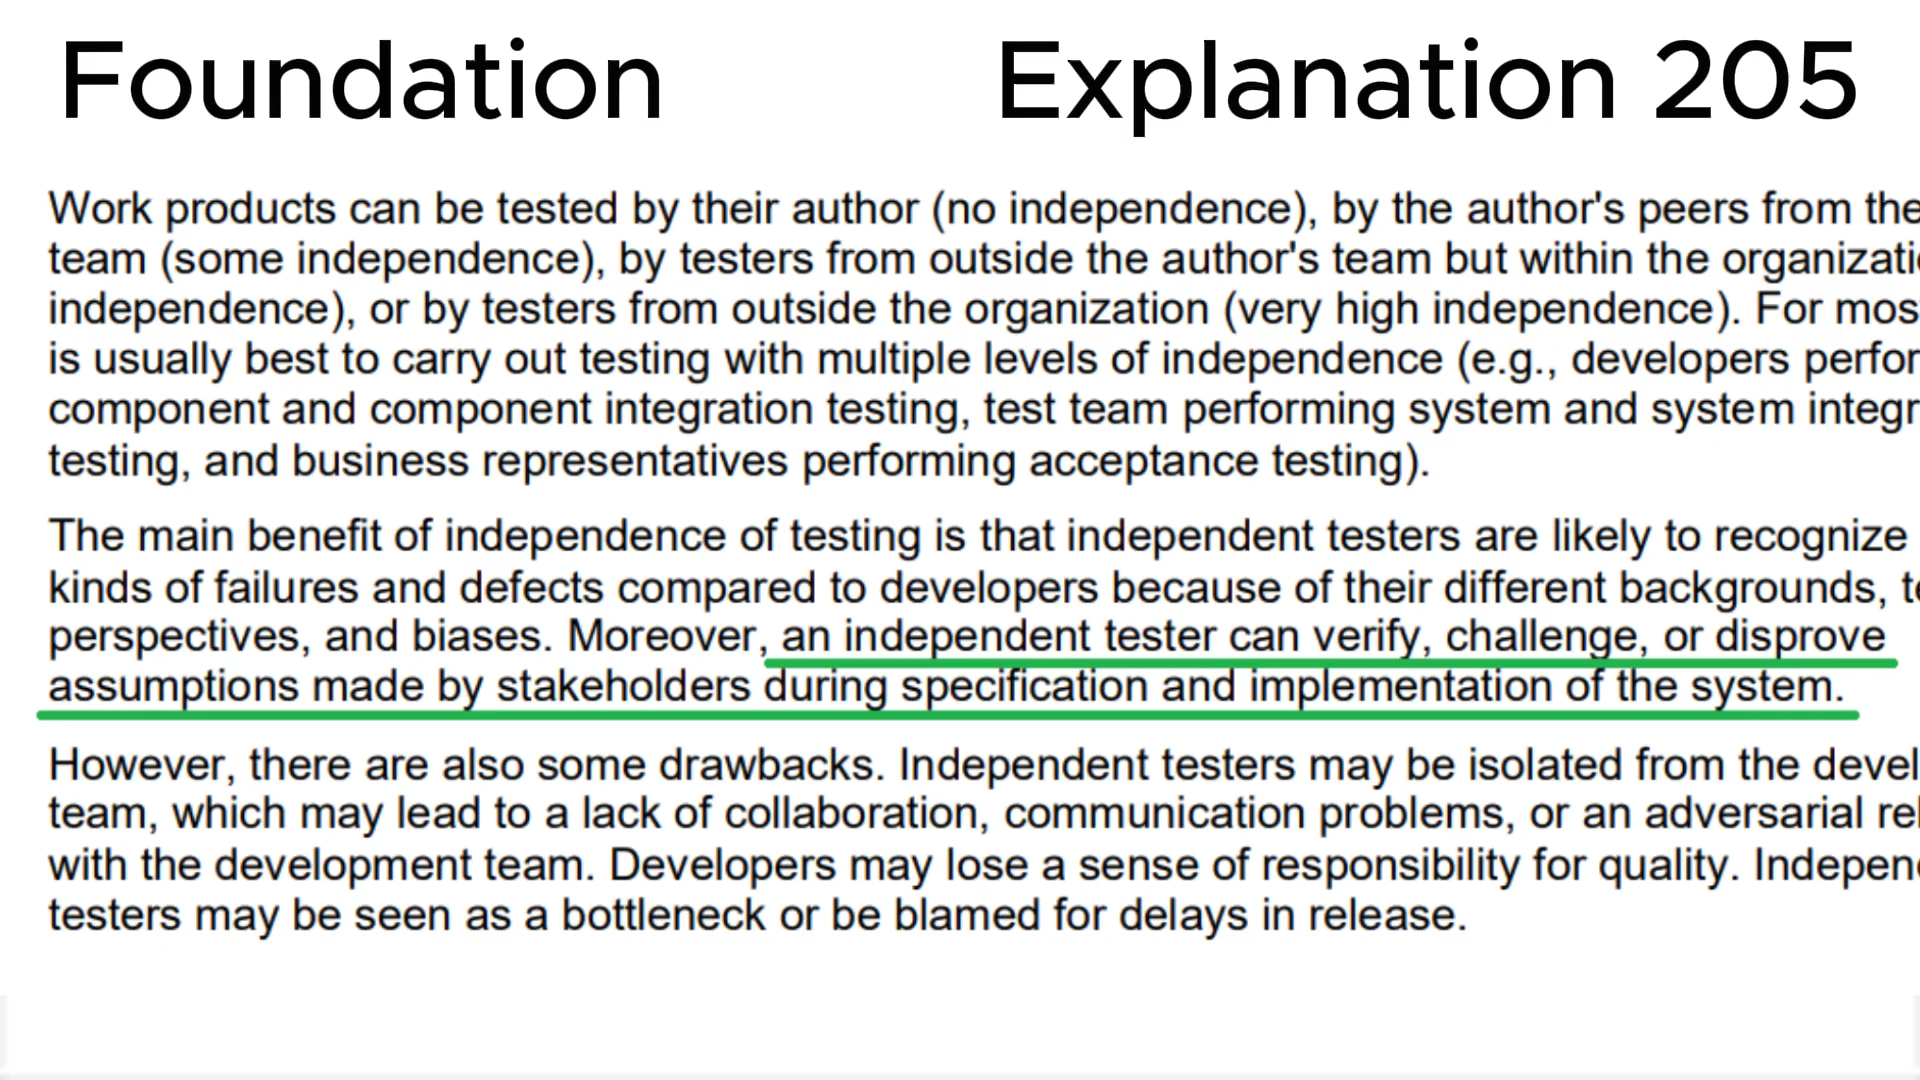 Foundation Explanation 205
Work products can be tested by their author (no independence), by the author's peers from the
team (some independence), by testers from outside the author's team but within the
independence), or by testers from outside the organization (very high independence). For
is usually best to carry out testing with multiple levels of independence (e.g., developers
component and component integration testing, test team performing system and system
testing, and business representatives performing acceptance testing).
The main benefit of independence of testing is that independent testers are likely to recognize
kinds of failures and defects compared to developers because of their different backgrounds,
perspectives, and biases. Moreover, an independent tester can verify, challenge, or disprove
assumptions made by stakeholders during specification and implementation of the system.
However, there are also some drawbacks. Independent testers may be isolated from the
team, which may lead to a lack of collaboration, communication problems, or an adversarial
with the development team. Developers may lose a sense of responsibility for quality.
testers may be seen as a bottleneck or be blamed for delays in release.